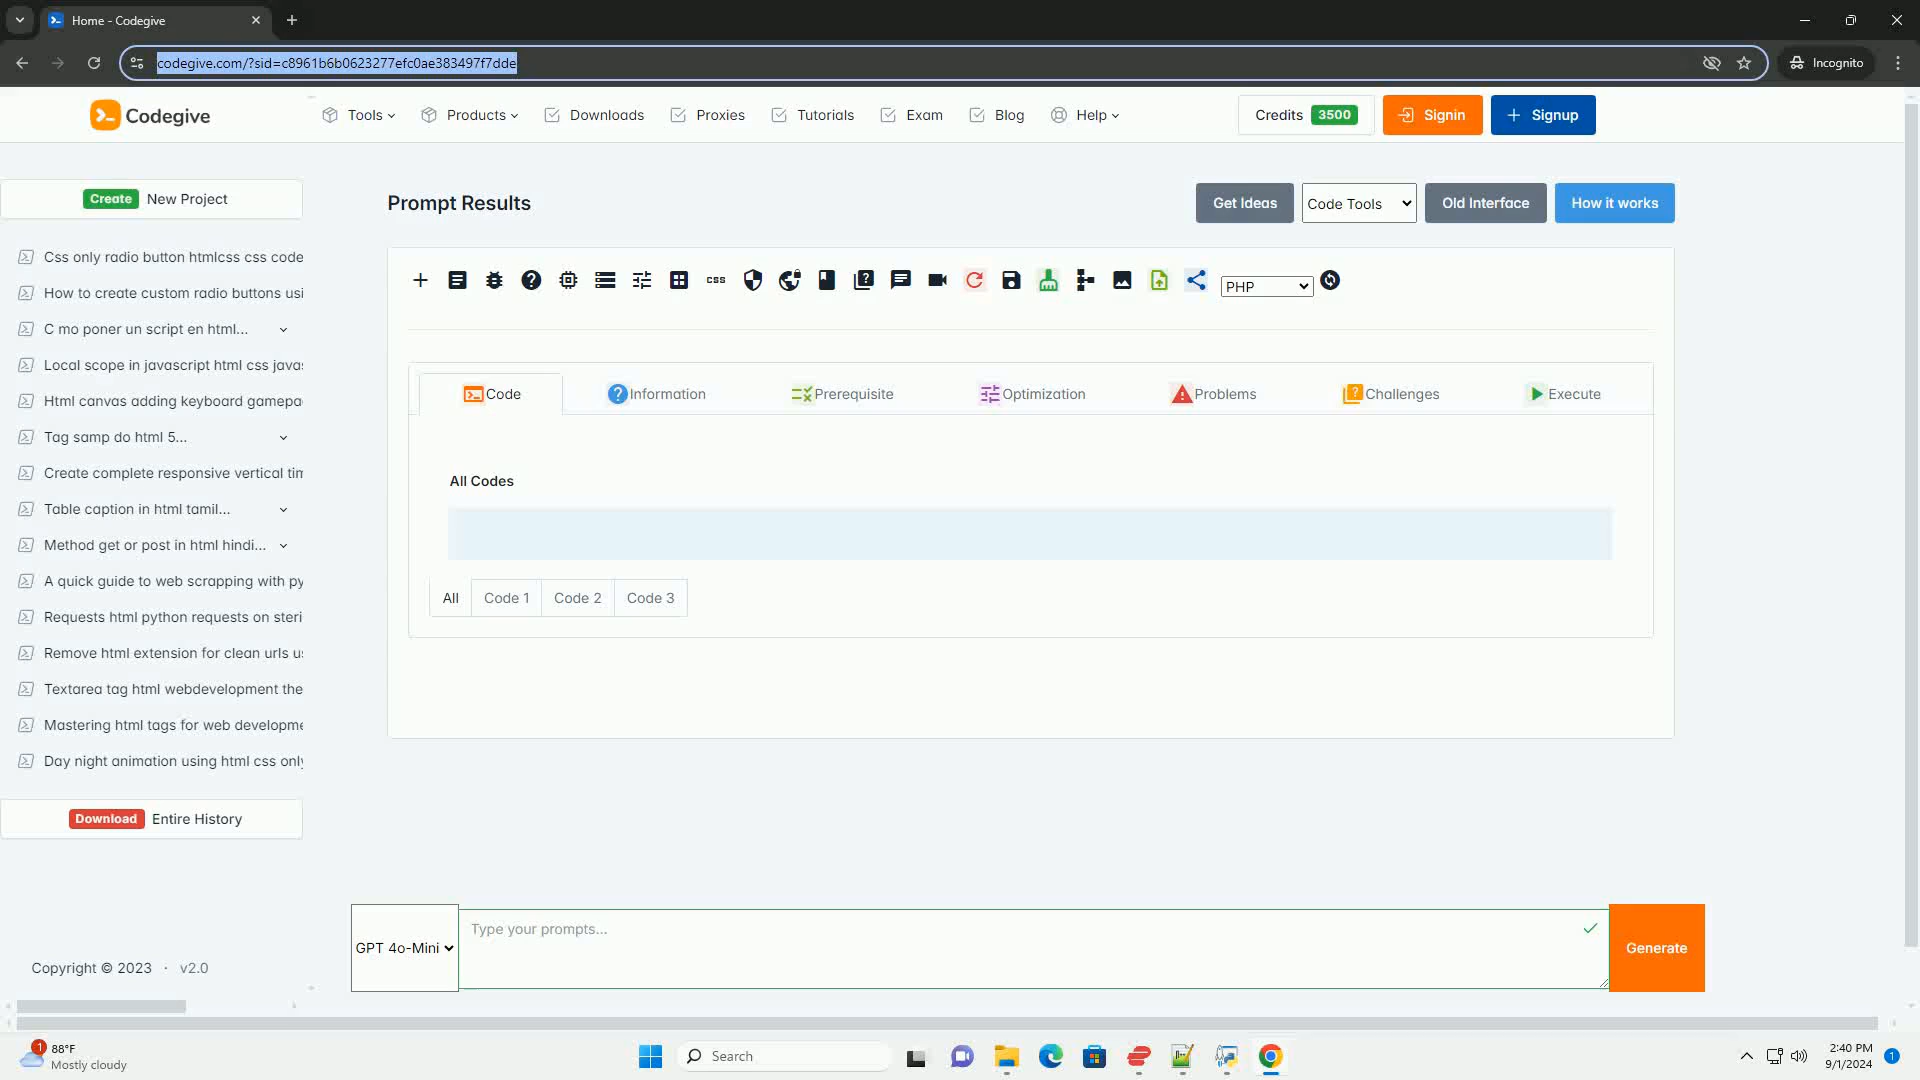 Home - Codegive
codegive.com/?sid=c8961b6b0623277efc0ae383497f7dde
Incognito
Codegive
Tools
Products
Downloads
Proxies
Tutorials
Exam
Blog
Help
Credits 3500
Signin
Signup
Create New Project
Css only radio button htmlcss css code
How to create custom radio buttons usi
C mo poner un script en html...
Local scope in javascript html css java
Html canvas adding keyboard gamepa
Tag samp do html 5...
Create complete responsive vertical tim
Table caption in html tamil...
Method get or post in html hindi...
A quick guide to web scrapping with py
Requests html python requests on steri
Remove html extension for clean urls u
Textarea tag html webdevelopment the
Mastering html tags for web developme
Day night animation using html css only
Download Entire History
Copyright © 2023 · v2.0
Prompt Results
Get Ideas
Code Tools
Old Interface
How it works
css
PHP
Code
Information
Prerequisite
Optimization
Problems
Challenges
Execute
All Codes
All
Code 1
Code 2
Code 3
GPT 4o-Mini
Type your prompts...
Generate
1
88°F
Mostly cloudy
Search
2:40 PM
9/1/2024
1